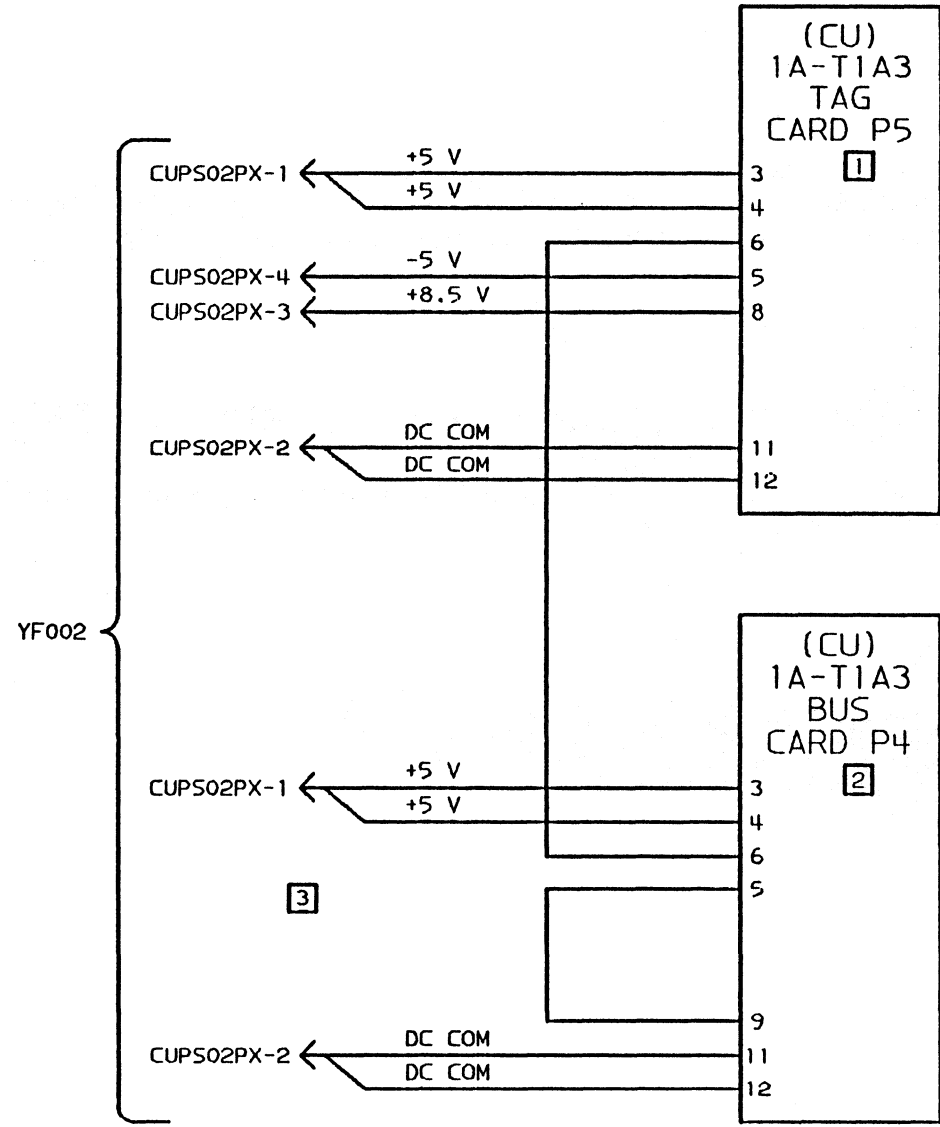 (CU)
1A-T1A3
TAG
CARD P5
1
CUPS02PX-1
+5 V
3
+5 V
4
6
CUPS02PX-4
-5 V
5
CUPS02PX-3
+8.5 V
8
CUPS02PX-2
DC COM
11
DC COM
12
YF002
(CU)
1A-T1A3
BUS
CARD P4
2
CUPS02PX-1
+5 V
3
+5 V
4
6
3
5
9
CUPS02PX-2
DC COM
11
DC COM
12